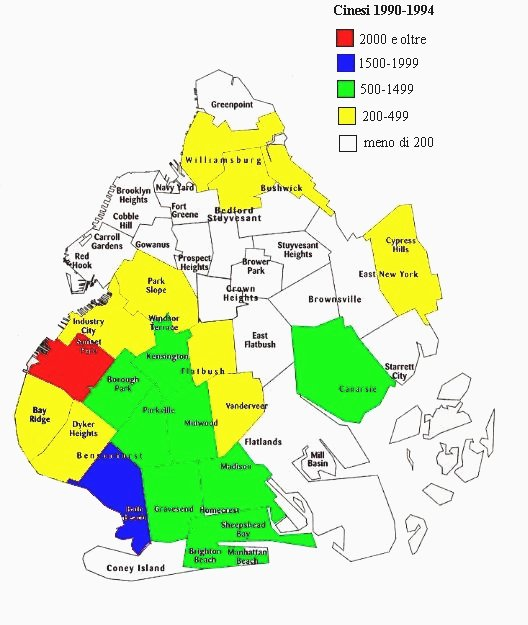 Cinesi 1990-1994
2000 e oltre
1500-1999
500-1499
200-499
meno di 200
Greenpoint
Williamsburg
Bushwick
Navy Yard
Brooklyn
Heights
Fort
Greene
Bedford
Stuyvesant
Cobble
Hill
Carroll
Gardens
Gowanus
Red
Hook
Prospect
Heights
Stuyvesant
Heights
Brower
Park
Crown
Heights
Brownsville
Cypress
Hills
East New York
Park
Slope
Windsor
Terrace
Industry
City
Sunset
Park
Kensington
Flatbush
East
Flatbush
Starrett
City
Canarsie
Borough
Park
Parkville
Midwood
Vanderveer
Bay
Ridge
Dyker
Heights
Bensonhurst
Flatlands
Mill
Basin
Madison
Gravesend
Homecrest
Sheepshead
Bay
Brighton
Beach
Manhattan
Beach
Coney Island